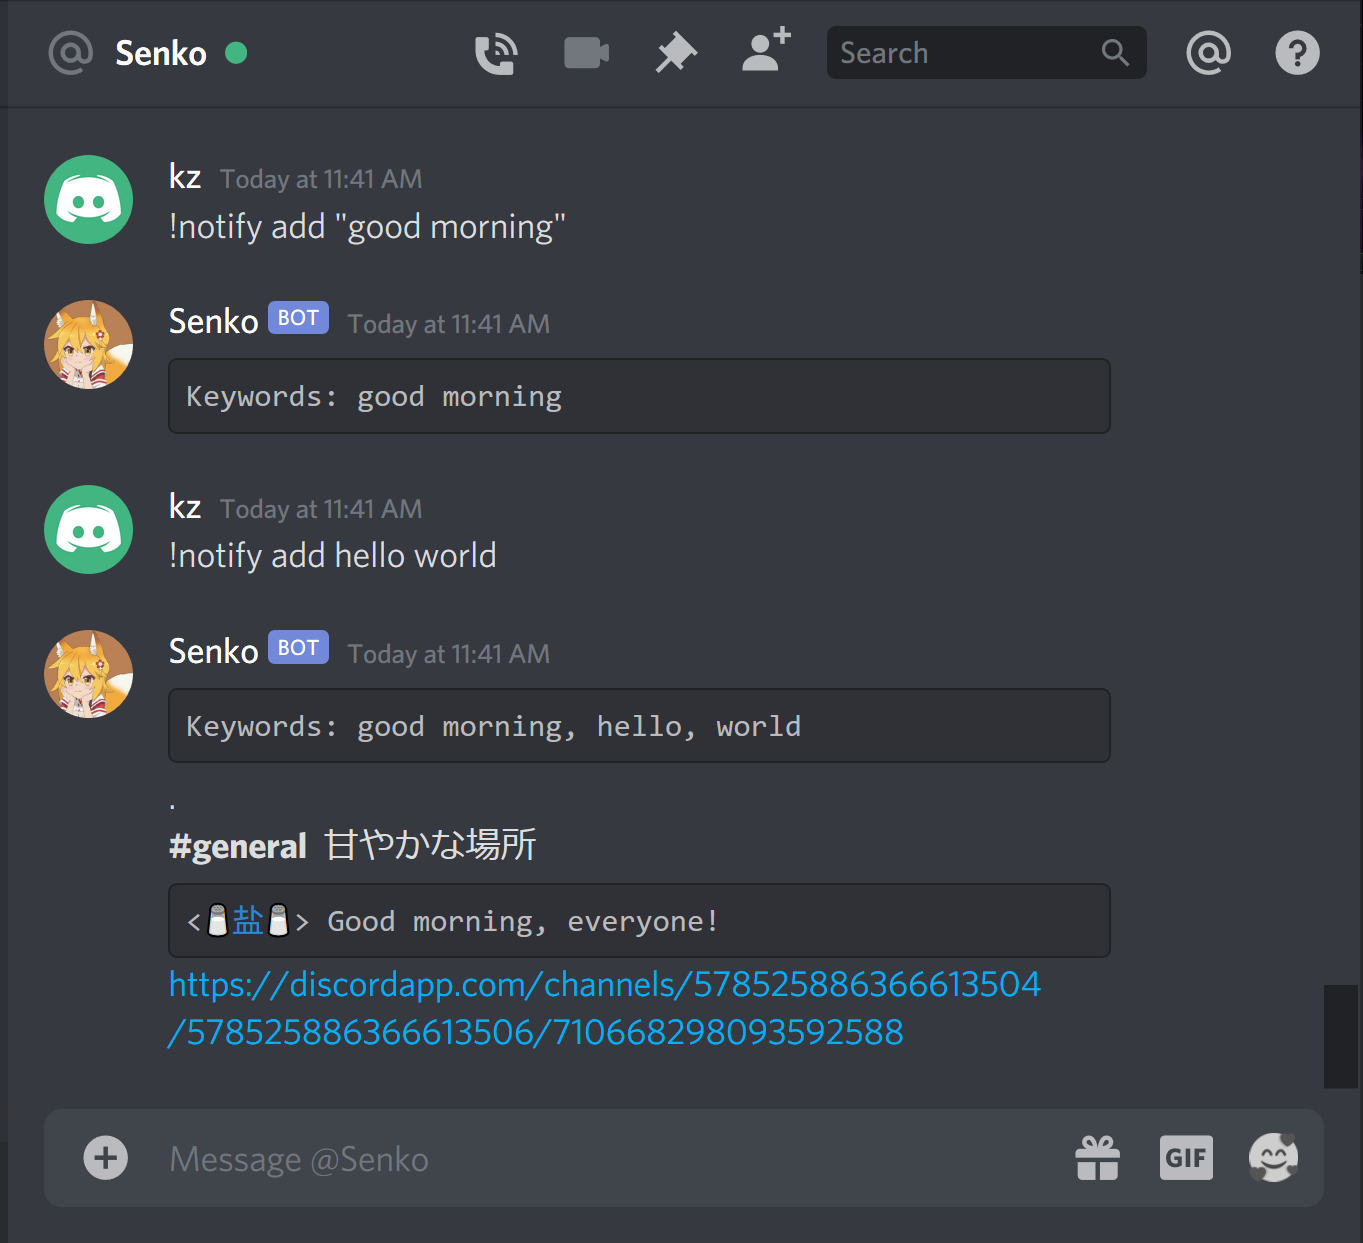 Senko
Search
kz Today at 11:41 AM
!notify add "good morning"
Senko BOT Today at 11:41 AM
Keywords: good morning
kz Today at 11:41 AM
!notify add hello world
Senko BOT Today at 11:41 AM
Keywords: good morning, hello, world
.
#general 甘やかな場所
<🧂盐🧂> Good morning, everyone!
https://discordapp.com/channels/578525886366613504
/578525886366613506/710668298093592588
Message @Senko
GIF